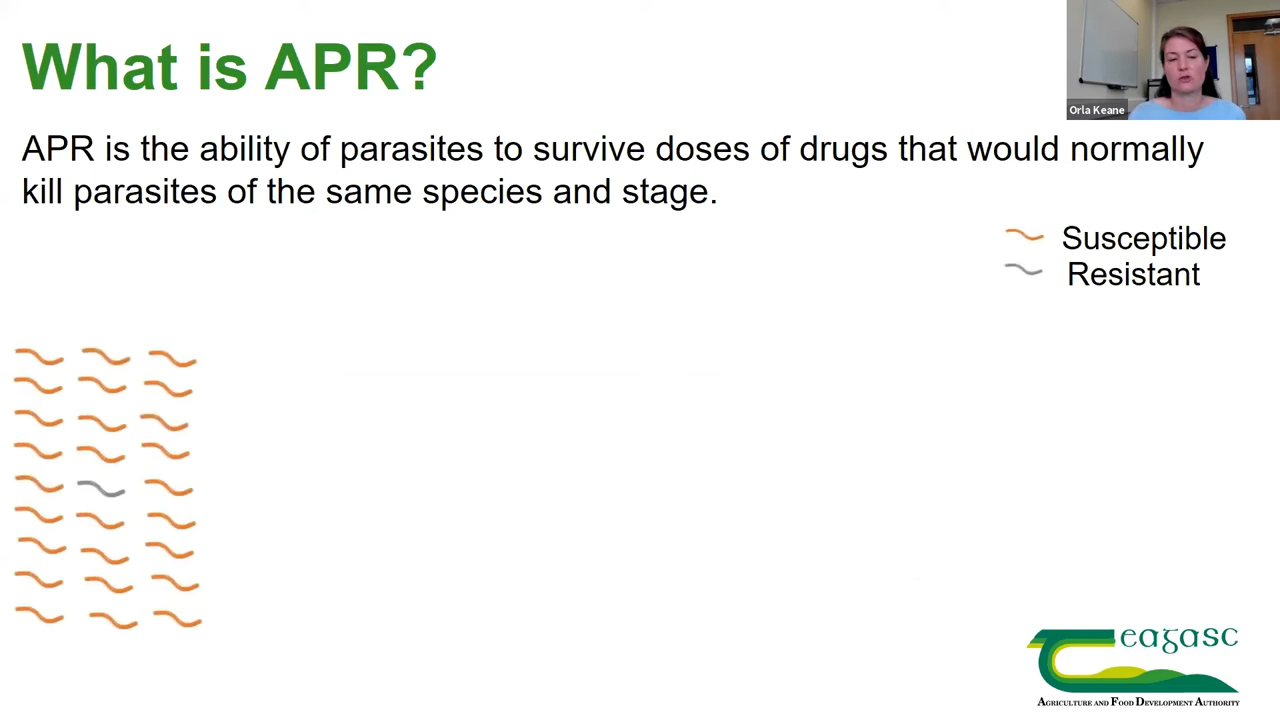 What is APR?
Orla Keane
APR is the ability of parasites to survive doses of drugs that would normally
kill parasites of the same species and stage.
Susceptible
Resistant
eagasc
AGRICULTURE AND FOOD DEVELOPMENT AUTHORITY